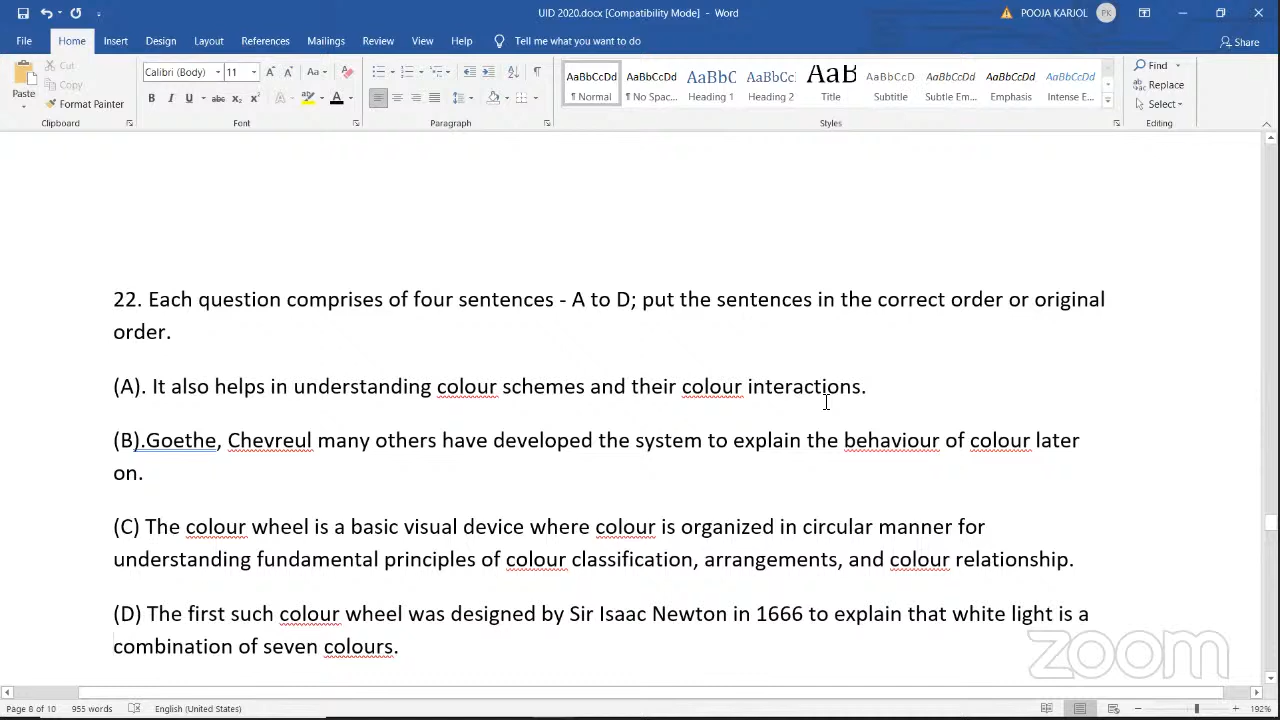 UID 2020.docx [Compatibility Mode] - Word
POOJA KARJOL
PK
File Home Insert Draw Design Layout References Mailings Review View Help Tell me what you want to do
Share
Paste
Cut
Copy
Format Painter
Clipboard
Calibri (Body) 11
Font
Paragraph
AaBbCcDd AaBbCcDd AaBbC AaBbCc AaB AaBbCcD AaBbCcDd AaBbCcDd AaBbCcDd
¶ Normal ¶ No Spac... Heading 1 Heading 2 Title Subtitle Subtle Em... Emphasis Intense E...
Styles
Find
Replace
Select
Editing
22. Each question comprises of four sentences - A to D; put the sentences in the correct order or original
order.
(A). It also helps in understanding colour schemes and their colour interactions.
(B).Goethe, Chevreul many others have developed the system to explain the behaviour of colour later
on.
(C) The colour wheel is a basic visual device where colour is organized in circular manner for
understanding fundamental principles of colour classification, arrangements, and colour relationship.
(D) The first such colour wheel was designed by Sir Isaac Newton in 1666 to explain that white light is a
combination of seven colours.
zoom
Page 8 of 10 955 words English (United States)
192%